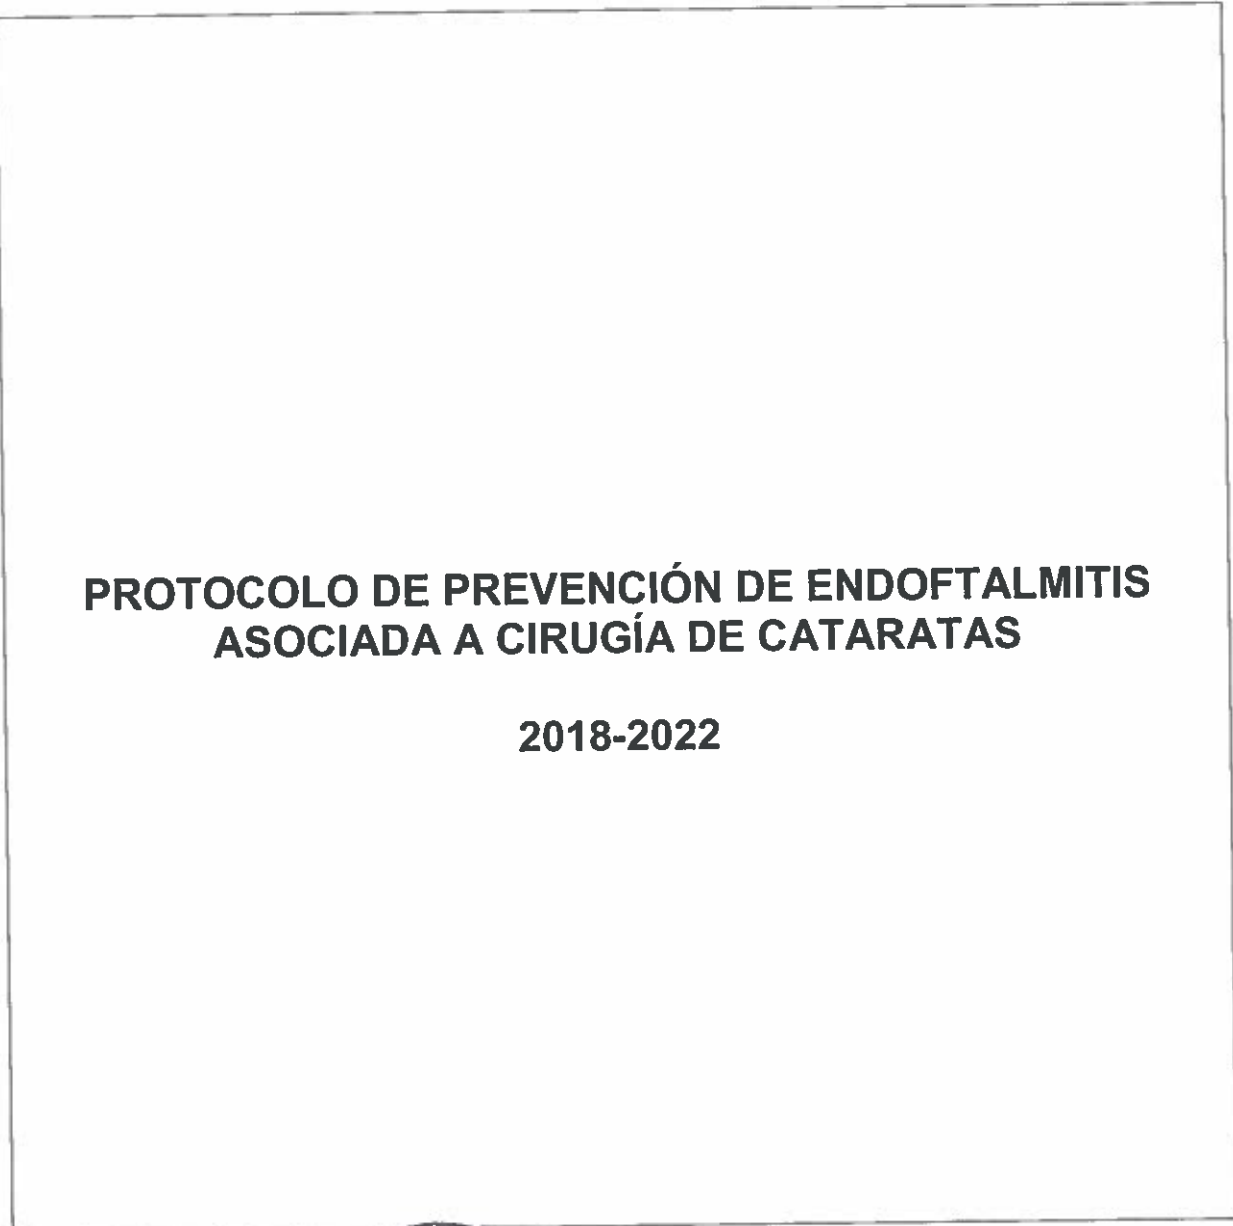 PROTOCOLO DE PREVENCIÓN DE ENDOFTALMITIS
ASOCIADA A CIRUGÍA DE CATARATAS
2018-2022